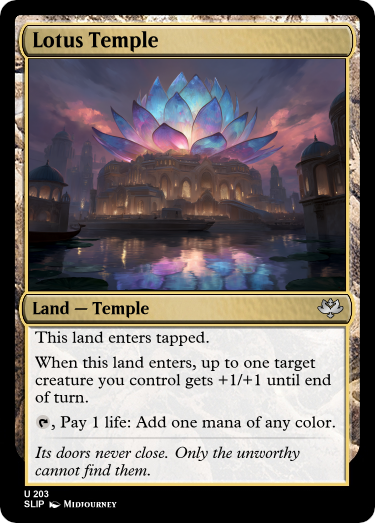 Lotus Temple
Land — Temple
This land enters tapped.
When this land enters, up to one target
creature you control gets +1/+1 until end
of turn.
, Pay 1 life: Add one mana of any color.
Its doors never close. Only the unworthy
cannot find them.
U 203
SLIP Midjourney